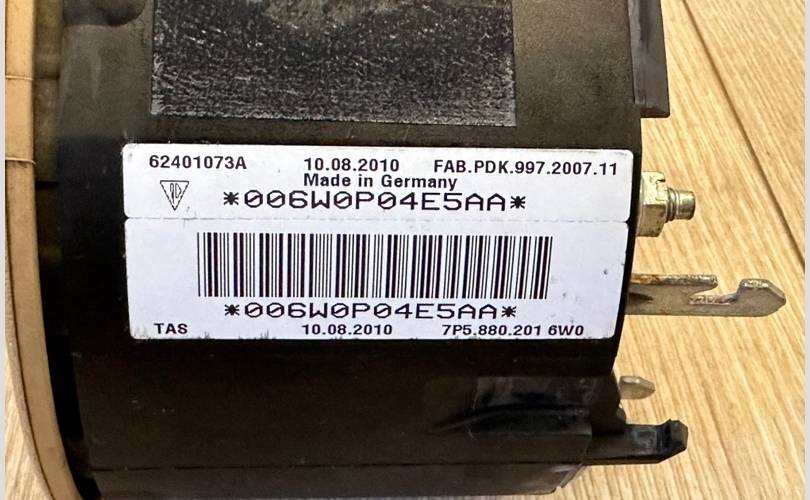 62401073A 10.08.2010 FAB.PDK.997.2007.11
Made in Germany
*006W0P04E5AA*
*006W0P04E5AA*
TAS 10.08.2010 7P5.880.201 6W0